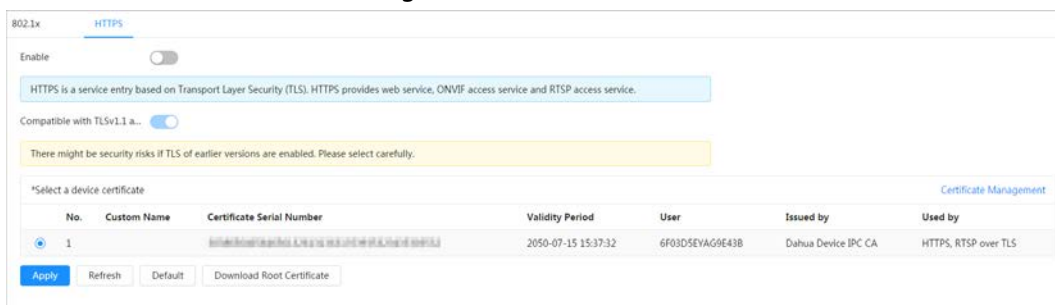 802.1x HTTPS
Enable
HTTPS is a service entry based on Transport Layer Security (TLS). HTTPS provides web service, ONVIF access service and RTSP access service.
Compatible with TLSv1.1 a...
There might be security risks if TLS of earlier versions are enabled. Please select carefully.
*Select a device certificate Certificate Management
No. Custom Name Certificate Serial Number Validity Period User Issued by Used by
1 2050-07-15 15:37:32 6F03D5EYAG9E43B Dahua Device IPC CA HTTPS, RTSP over TLS
Apply Refresh Default Download Root Certificate